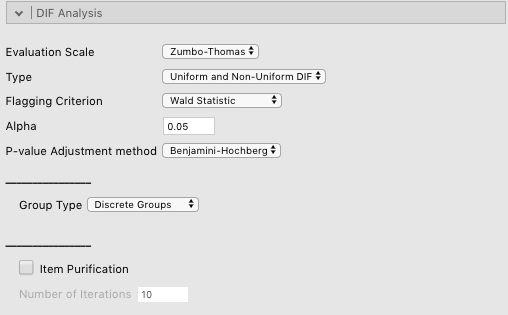 DIF Analysis
Evaluation Scale Zumbo-Thomas
Type Uniform and Non-Uniform DIF
Flagging Criterion Wald Statistic
Alpha 0.05
P-value Adjustment method Benjamini-Hochberg
Group Type Discrete Groups
Item Purification
Number of Iterations 10